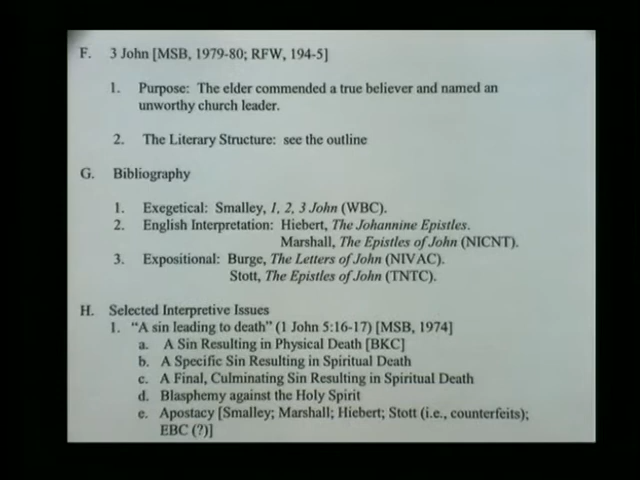 F. 3 John [MSB, 1979-80; RFW, 194-5]
1. Purpose: The elder commended a true believer and named an
unworthy church leader.
2. The Literary Structure: see the outline
G. Bibliography
1. Exegetical: Smalley, 1, 2, 3 John (WBC).
2. English Interpretation: Hiebert, The Johannine Epistles.
Marshall, The Epistles of John (NICNT).
3. Expositional: Burge, The Letters of John (NIVAC).
Stott, The Epistles of John (TNTC).
H. Selected Interpretive Issues
1. "A sin leading to death" (1 John 5:16-17) [MSB, 1974]
a. A Sin Resulting in Physical Death [BKC]
b. A Specific Sin Resulting in Spiritual Death
c. A Final, Culminating Sin Resulting in Spiritual Death
d. Blasphemy against the Holy Spirit
e. Apostacy [Smalley; Marshall; Hiebert; Stott (i.e., counterfeits);
EBC (?)]